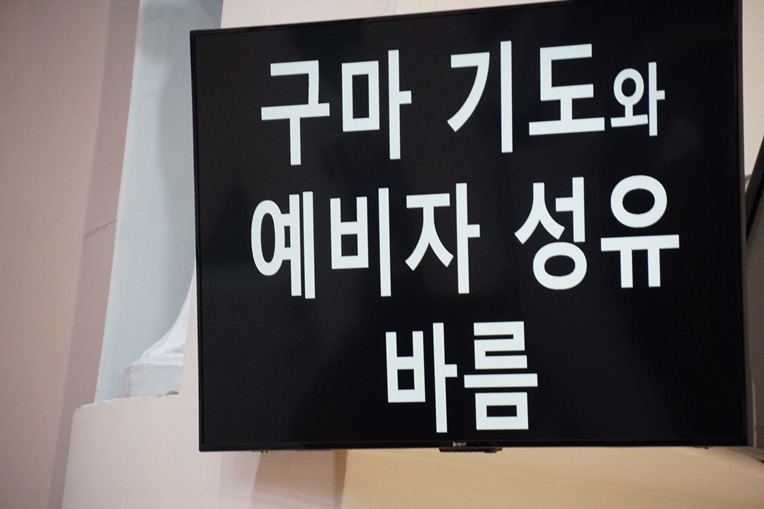 구마 기도와
예비자 성유
바름